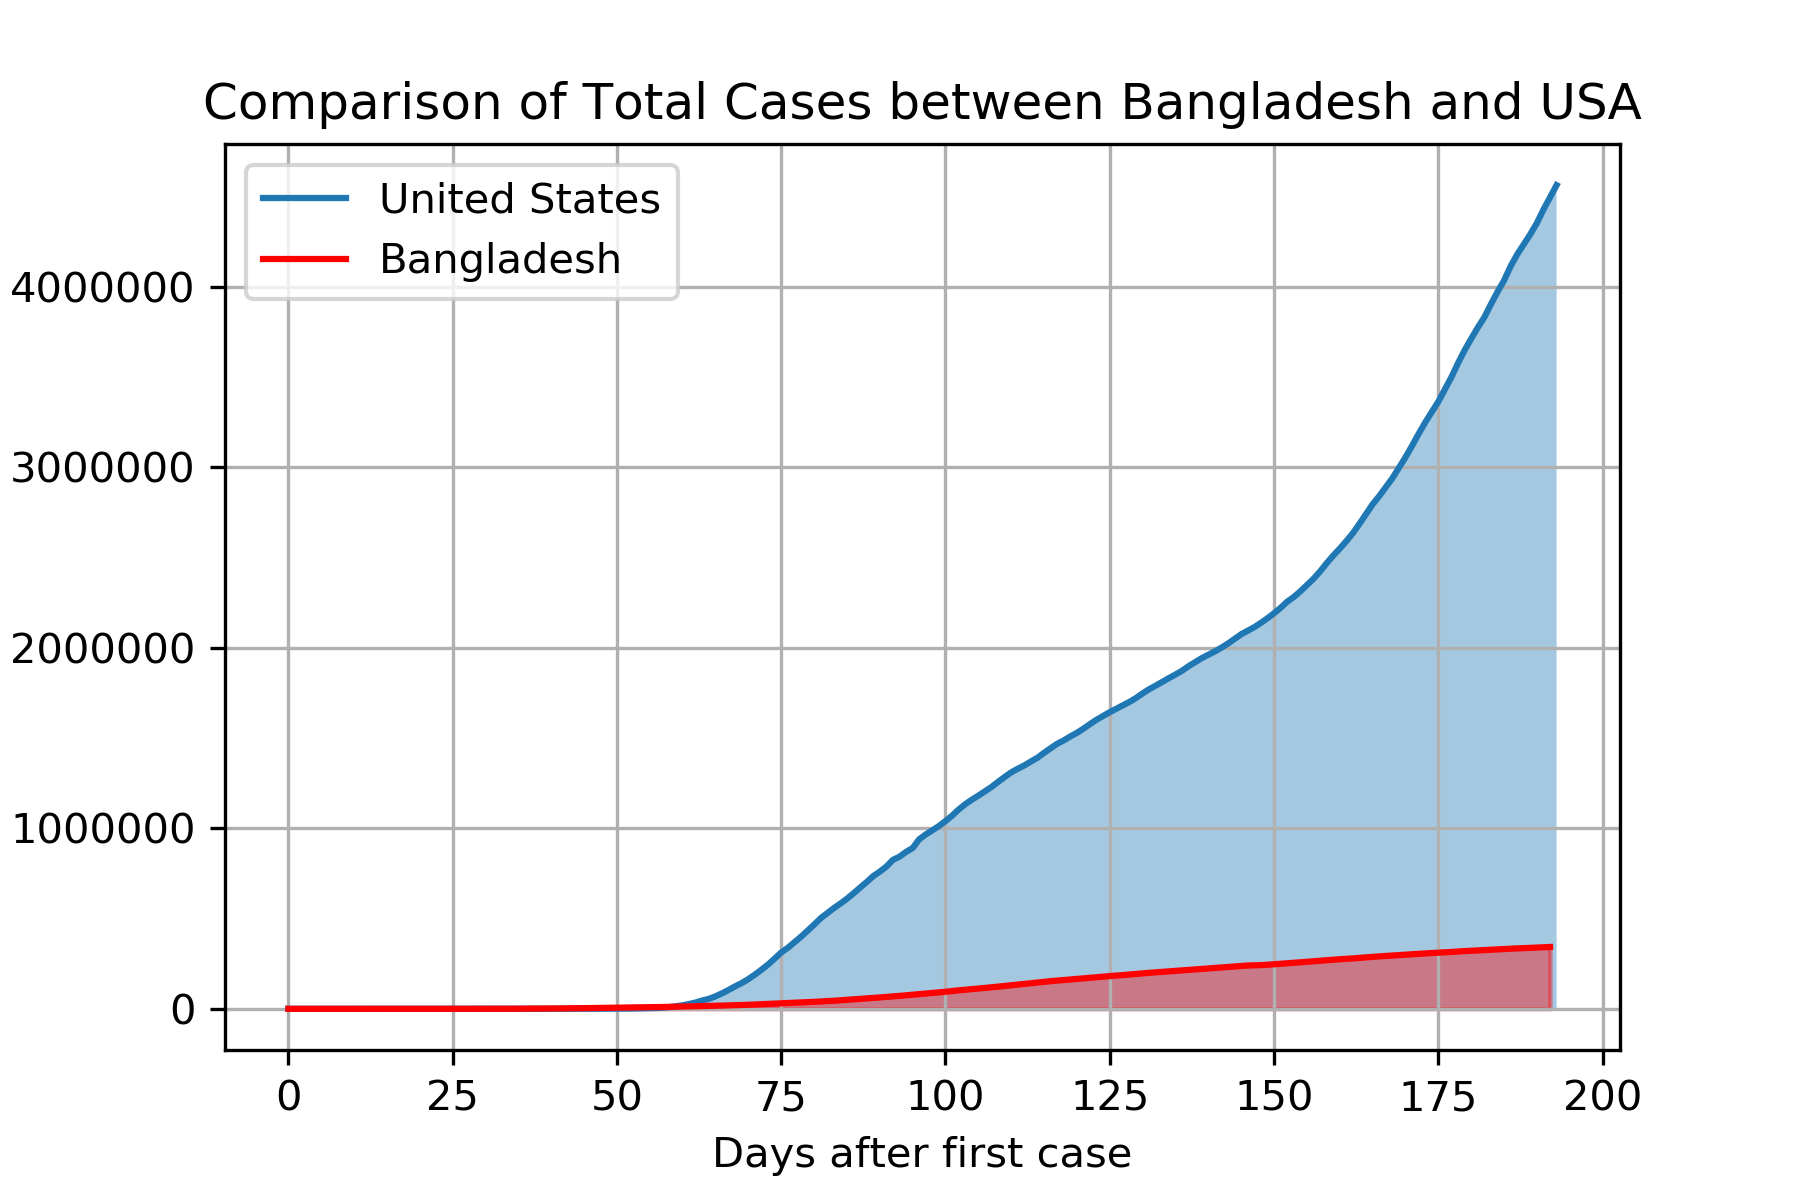 Comparison of Total Cases between Bangladesh and USA
United States
Bangladesh
4000000
3000000
2000000
1000000
0
0 25 50 75 100 125 150 175 200
Days after first case